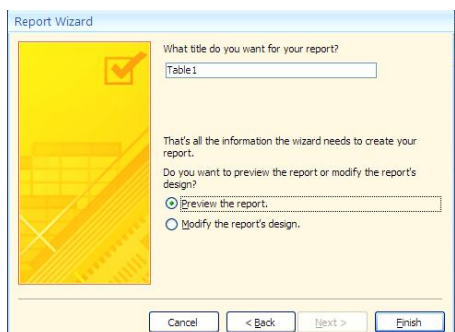 Report Wizard
What title do you want for your report?
Table1
That's all the information the wizard needs to create your
report.
Do you want to preview the report or modify the report's
design?
Preview the report.
Modify the report's design.
Cancel
< Back
Next >
Finish